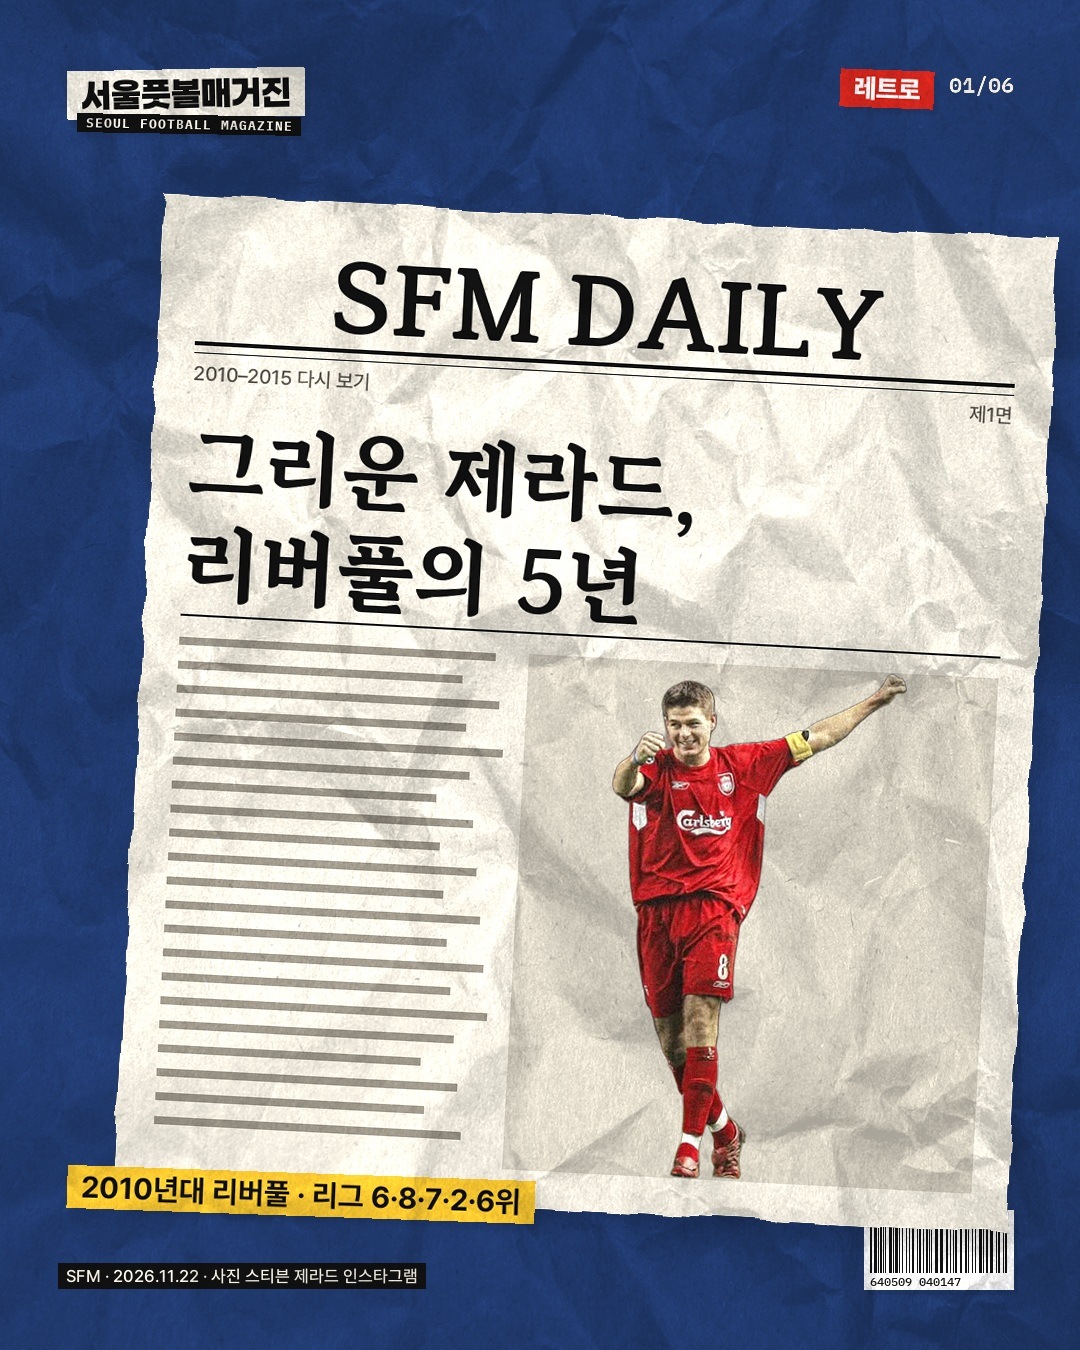 서울풋볼매거진
SEOUL FOOTBALL MAGAZINE
레트로 01/06
SFM DAILY
2010–2015 다시 보기
제1면
그리운 제라드,
리버풀의 5년
Carlsberg
8
2010년대 리버풀 · 리그 6·8·7·2·6위
SFM · 2026.11.22 · 사진 스티븐 제라드 인스타그램
640509 040147